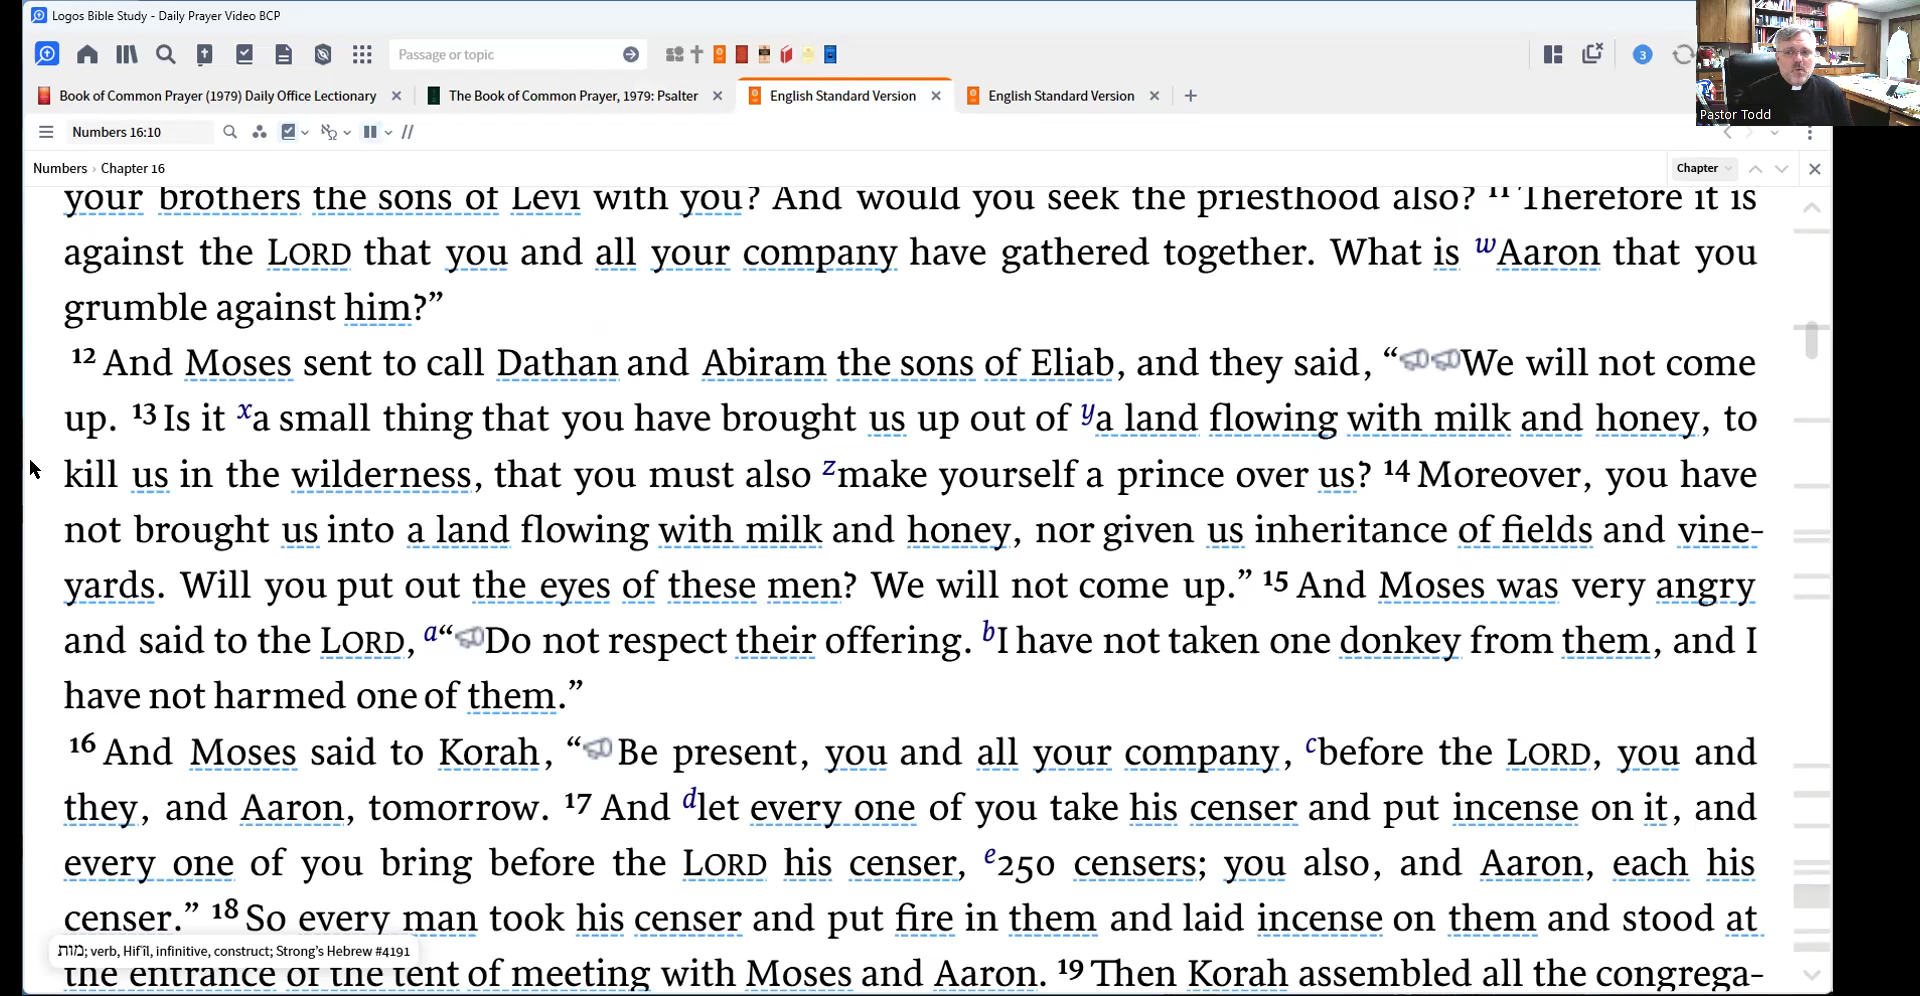 Logos Bible Study - Daily Prayer Video BCP
Passage or topic
3
Book of Common Prayer (1979) Daily Office Lectionary
The Book of Common Prayer, 1979: Psalter
English Standard Version
English Standard Version
Pastor Todd
Numbers 16:10
Numbers › Chapter 16
Chapter
your brothers the sons of Levi with you? And would you seek the priesthood also? 11 Therefore it is
against the LORD that you and all your company have gathered together. What is w Aaron that you
grumble against him?”
12 And Moses sent to call Dathan and Abiram the sons of Eliab, and they said, “We will not come
up. 13 Is it x a small thing that you have brought us up out of y a land flowing with milk and honey, to
kill us in the wilderness, that you must also z make yourself a prince over us? 14 Moreover, you have
not brought us into a land flowing with milk and honey, nor given us inheritance of fields and vine-
yards. Will you put out the eyes of these men? We will not come up.” 15 And Moses was very angry
and said to the LORD, a “Do not respect their offering. b I have not taken one donkey from them, and I
have not harmed one of them.”
16 And Moses said to Korah, “Be present, you and all your company, c before the LORD, you and
they, and Aaron, tomorrow. 17 And d let every one of you take his censer and put incense on it, and
every one of you bring before the LORD his censer, e 250 censers; you also, and Aaron, each his
censer.” 18 So every man took his censer and put fire in them and laid incense on them and stood at
מות; verb, Hifʿîl, infinitive, construct; Strong’s Hebrew #4191
the entrance of the tent of meeting with Moses and Aaron. 19 Then Korah assembled all the congrega-